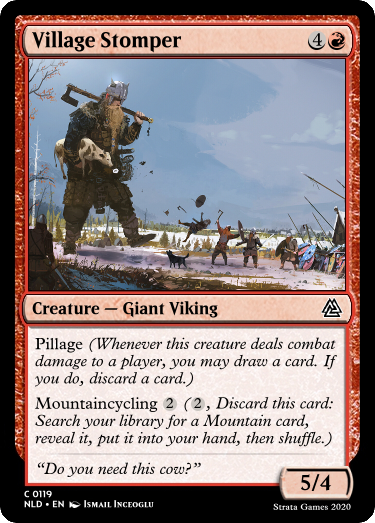 Village Stomper 4
Creature — Giant Viking
Pillage (Whenever this creature deals combat
damage to a player, you may draw a card. If
you do, discard a card.)
Mountaincycling 2 (2, Discard this card:
Search your library for a Mountain card,
reveal it, put it into your hand, then shuffle.)
“Do you need this cow?”
5/4
C 0119
NLD • EN Ismail Inceoglu
Strata Games 2020